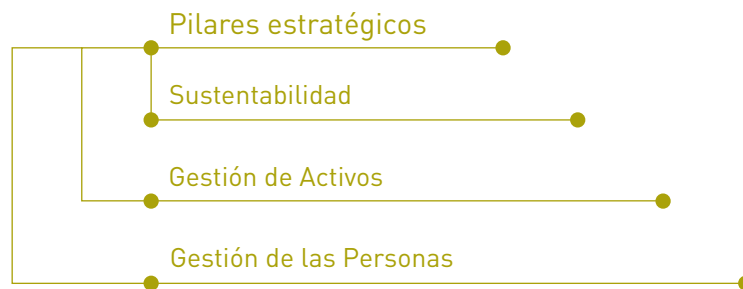 Pilares estratégicos
Sustentabilidad
Gestión de Activos
Gestión de las Personas